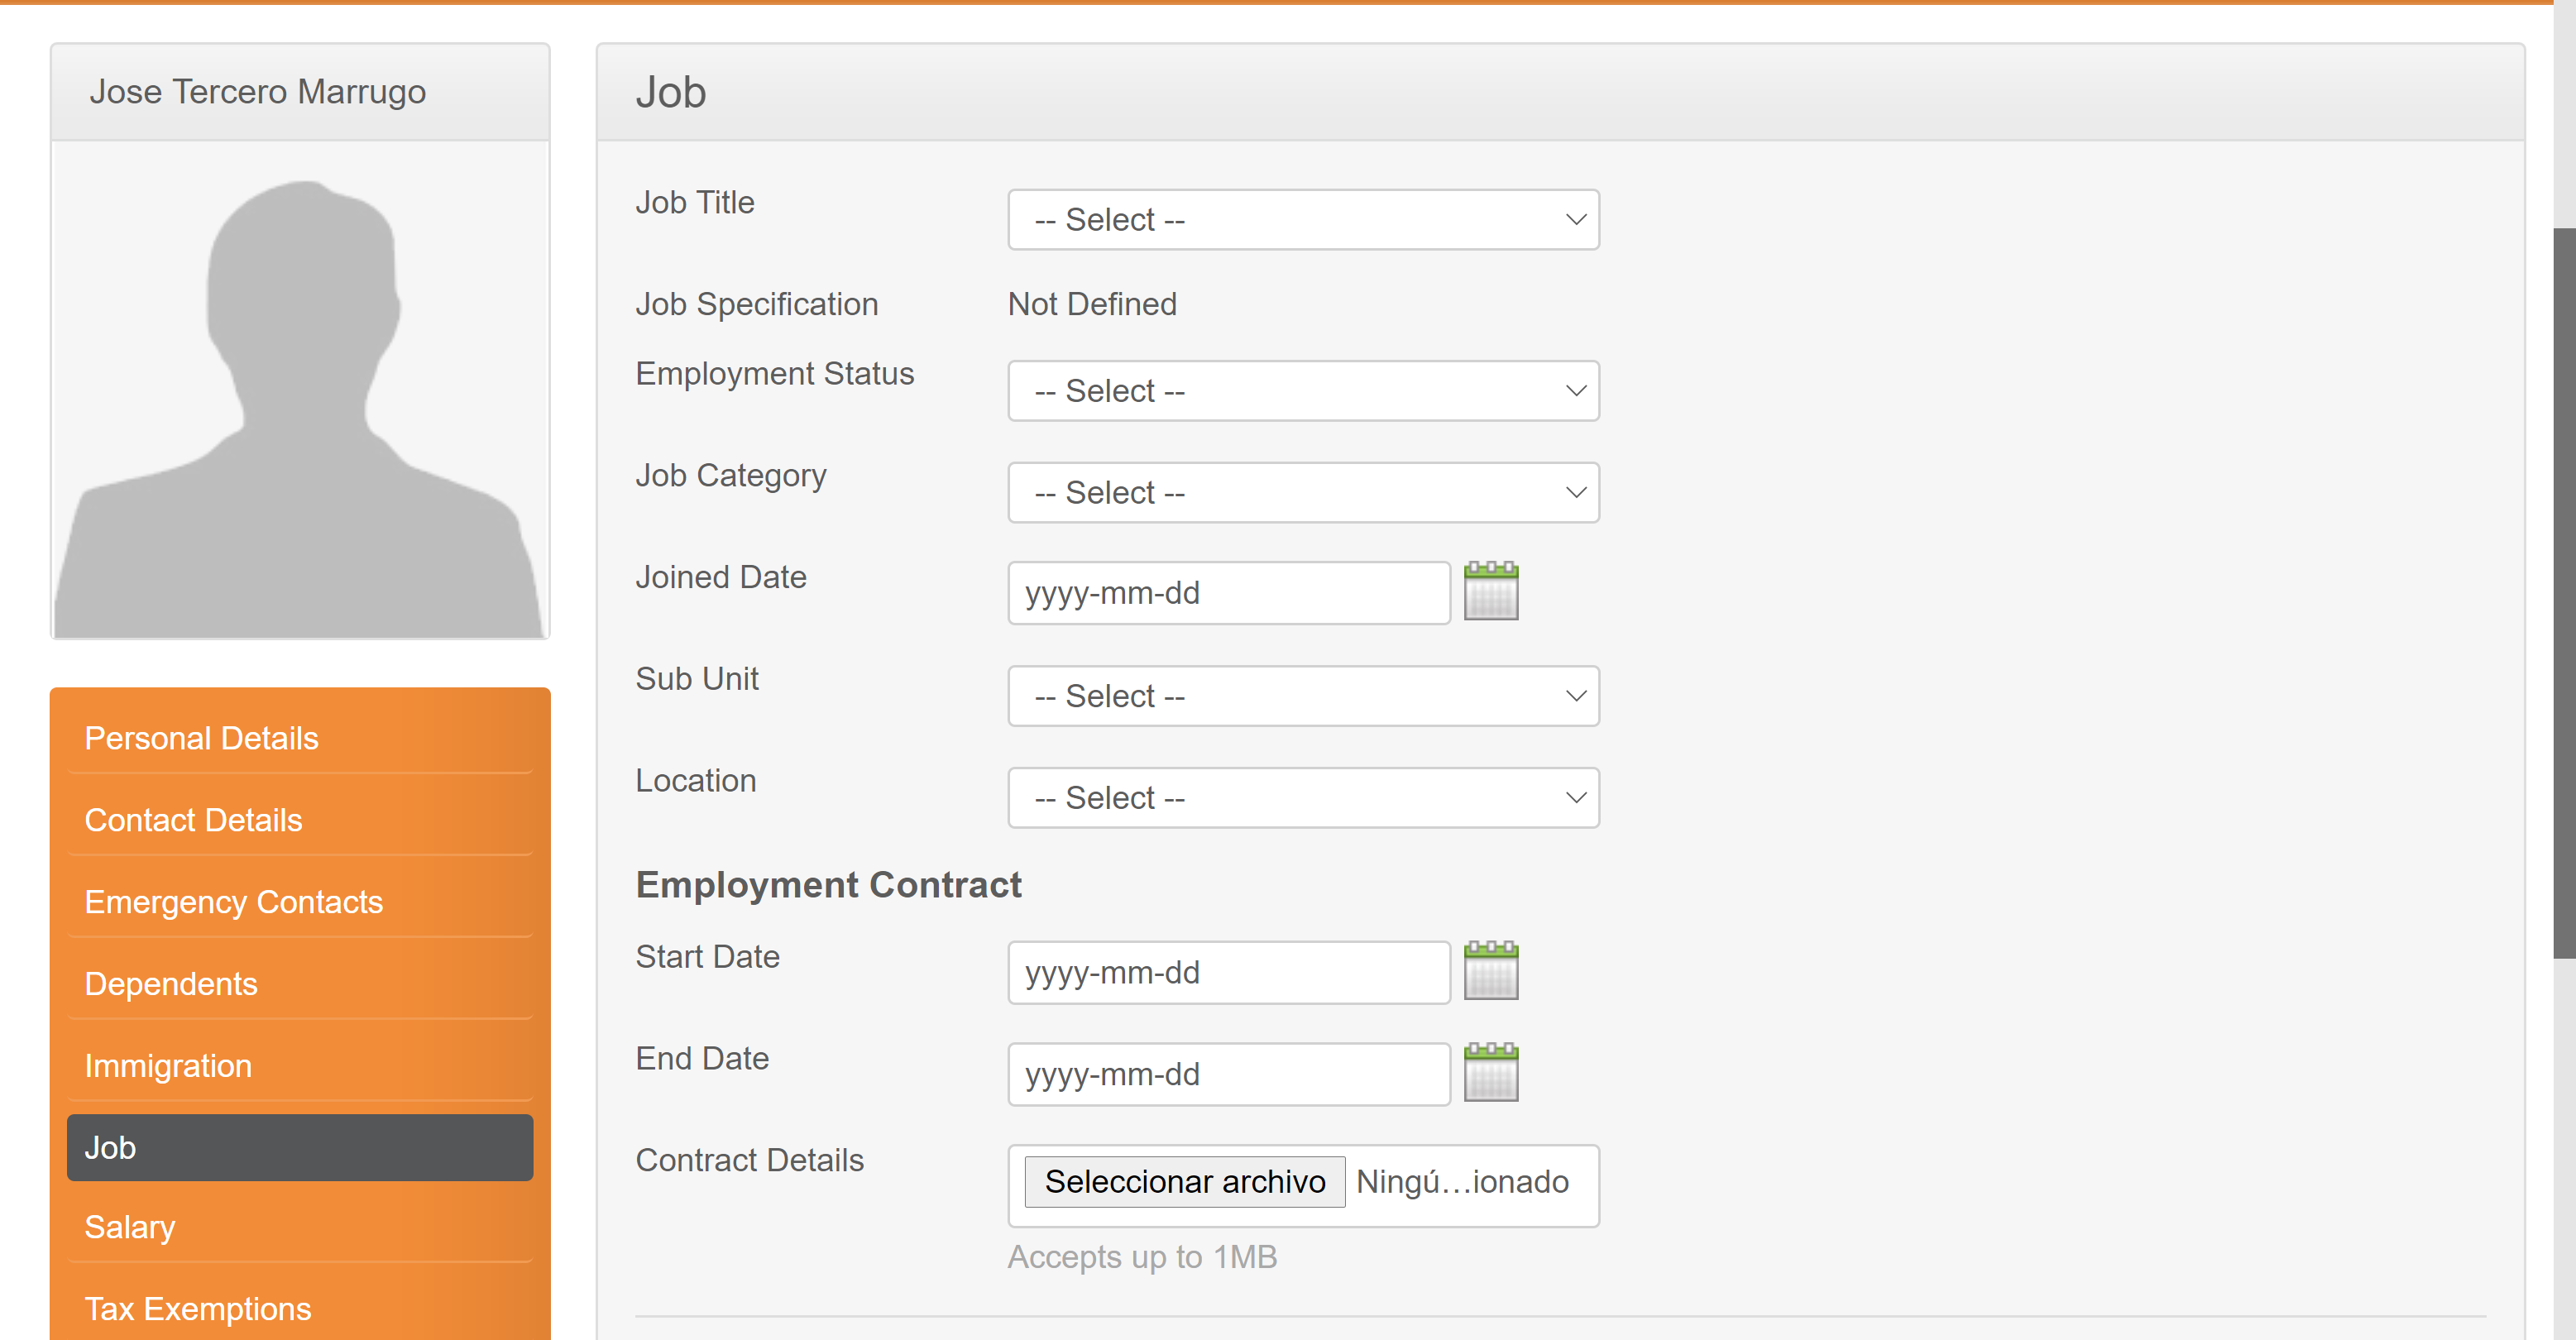 Jose Tercero Marrugo
Personal Details
Contact Details
Emergency Contacts
Dependents
Immigration
Job
Salary
Tax Exemptions
Job
Job Title -- Select --
Job Specification Not Defined
Employment Status -- Select --
Job Category -- Select --
Joined Date yyyy-mm-dd
Sub Unit -- Select --
Location -- Select --
Employment Contract
Start Date yyyy-mm-dd
End Date yyyy-mm-dd
Contract Details Seleccionar archivo Ningú…ionado
Accepts up to 1MB